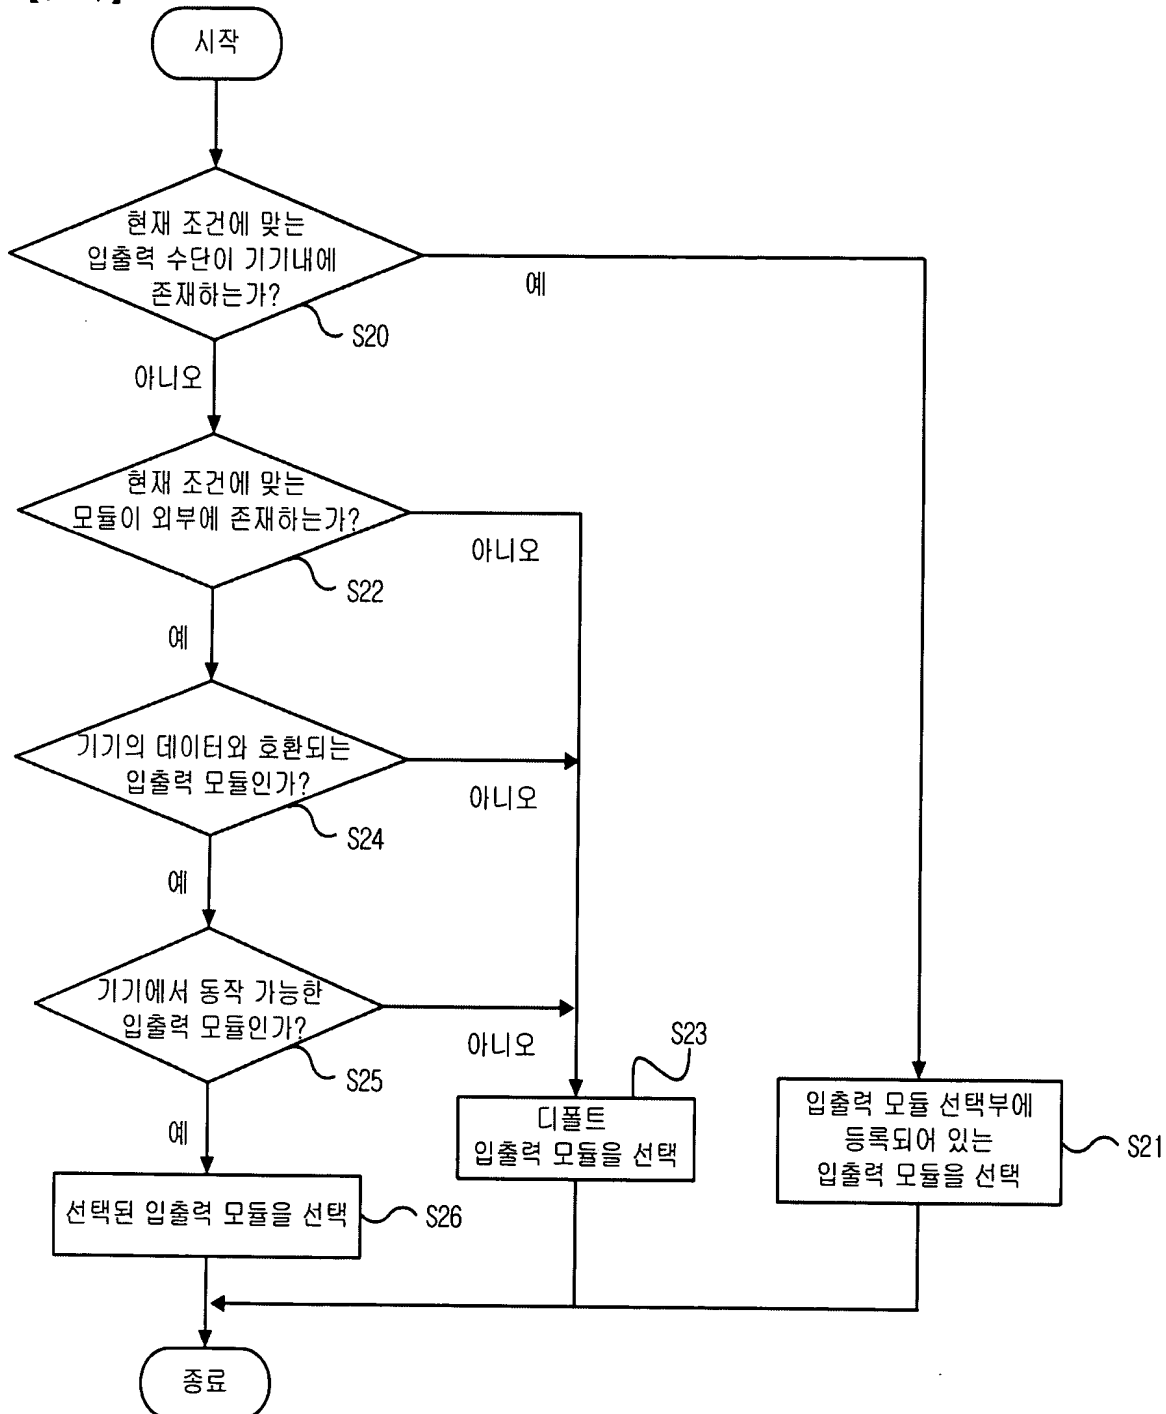 시작
현재 조건에 맞는
입출력 수단이 기기내에
존재하는가?
예
S20
아니오
현재 조건에 맞는
모듈이 외부에 존재하는가?
아니오
S22
예
기기의 데이터와 호환되는
입출력 모듈인가?
아니오
S24
예
기기에서 동작 가능한
입출력 모듈인가?
아니오
S25
S23
예
디폴트
입출력 모듈을 선택
입출력 모듈 선택부에
등록되어 있는
입출력 모듈을 선택
S21
선택된 입출력 모듈을 선택
S26
종료